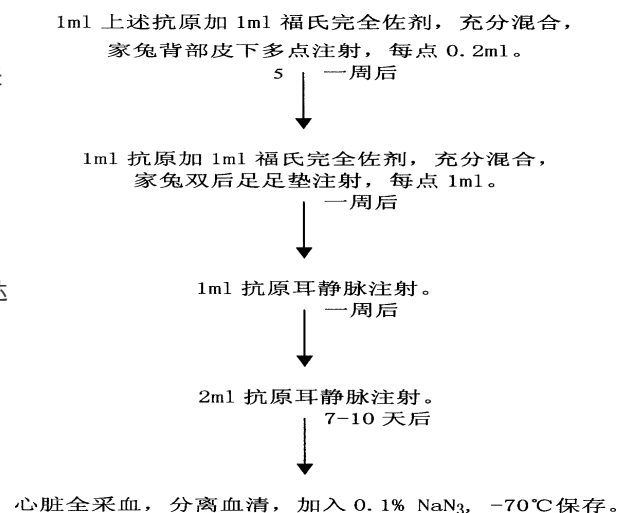 1ml 上述抗原加 1ml 福氏完全佐剂，充分混合，
家兔背部皮下多点注射，每点 0.2ml。
5 一周后
1ml 抗原加 1ml 福氏完全佐剂，充分混合，
家兔双后足足垫注射，每点 1ml。
一周后
1ml 抗原耳静脉注射。
一周后
2ml 抗原耳静脉注射。
7-10 天后
心脏全采血，分离血清，加入 0.1% NaN₃, -70℃保存。